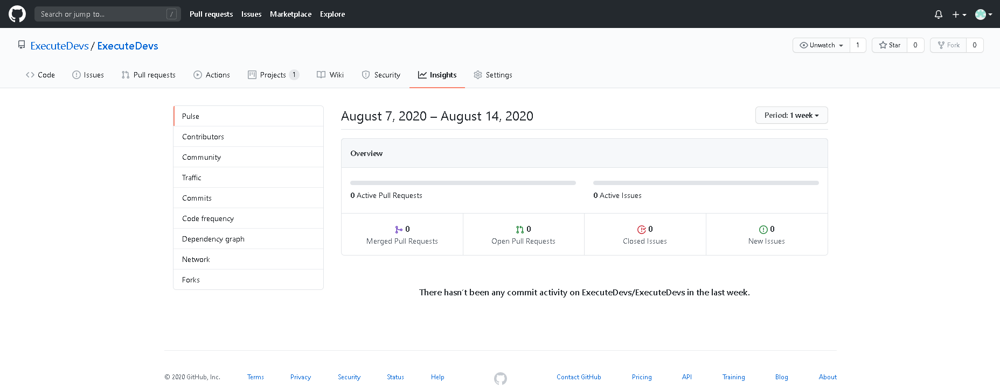 Search or jump to... / Pull requests Issues Marketplace Explore
ExecuteDevs / ExecuteDevs Unwatch 1 Star 0 Fork 0
Code Issues Pull requests Actions Projects 1 Wiki Security Insights Settings
Pulse
Contributors
Community
Traffic
Commits
Code frequency
Dependency graph
Network
Forks
August 7, 2020 – August 14, 2020 Period: 1 week
Overview
0 Active Pull Requests 0 Active Issues
0 0 0 0
Merged Pull Requests Open Pull Requests Closed Issues New Issues
There hasn't been any commit activity on ExecuteDevs/ExecuteDevs in the last week.
© 2020 GitHub, Inc. Terms Privacy Security Status Help Contact GitHub Pricing API Training Blog About